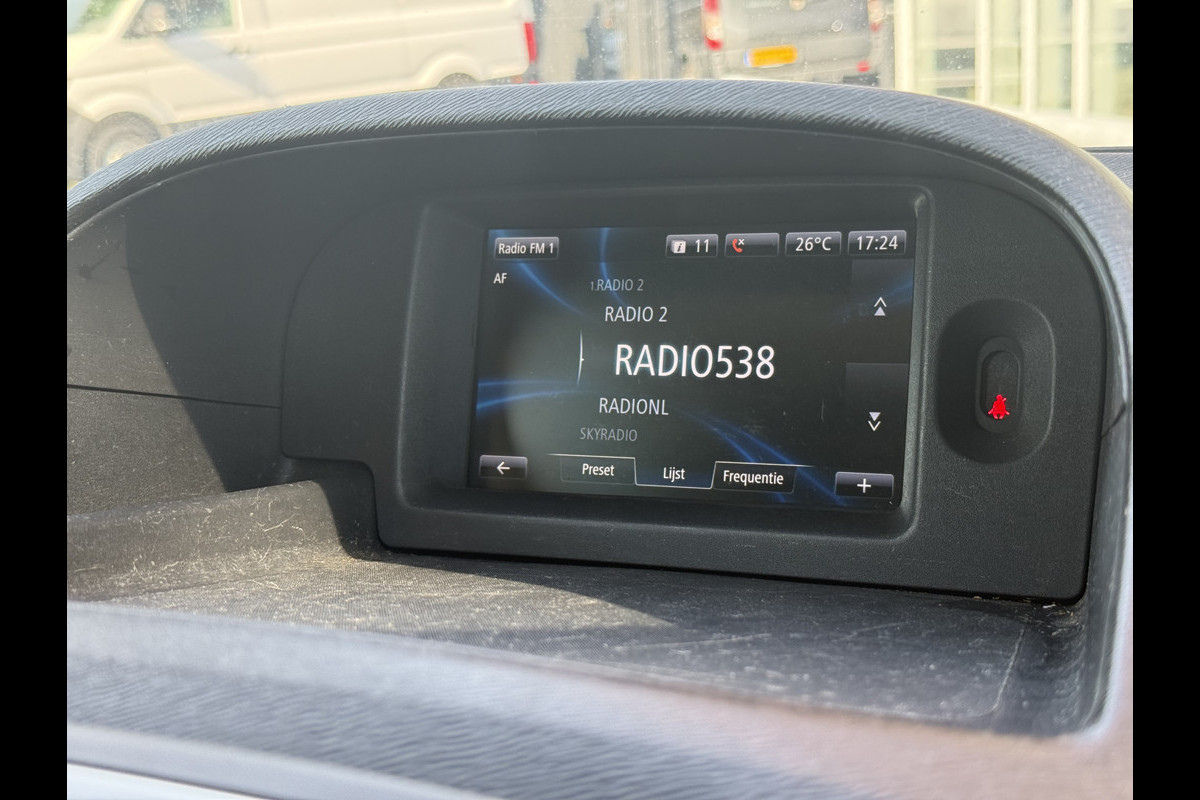 Radio FM 1
i 11
26°C
17:24
AF
1.RADIO 2
RADIO 2
RADIO538
RADIONL
SKYRADIO
Preset
Lijst
Frequentie
+